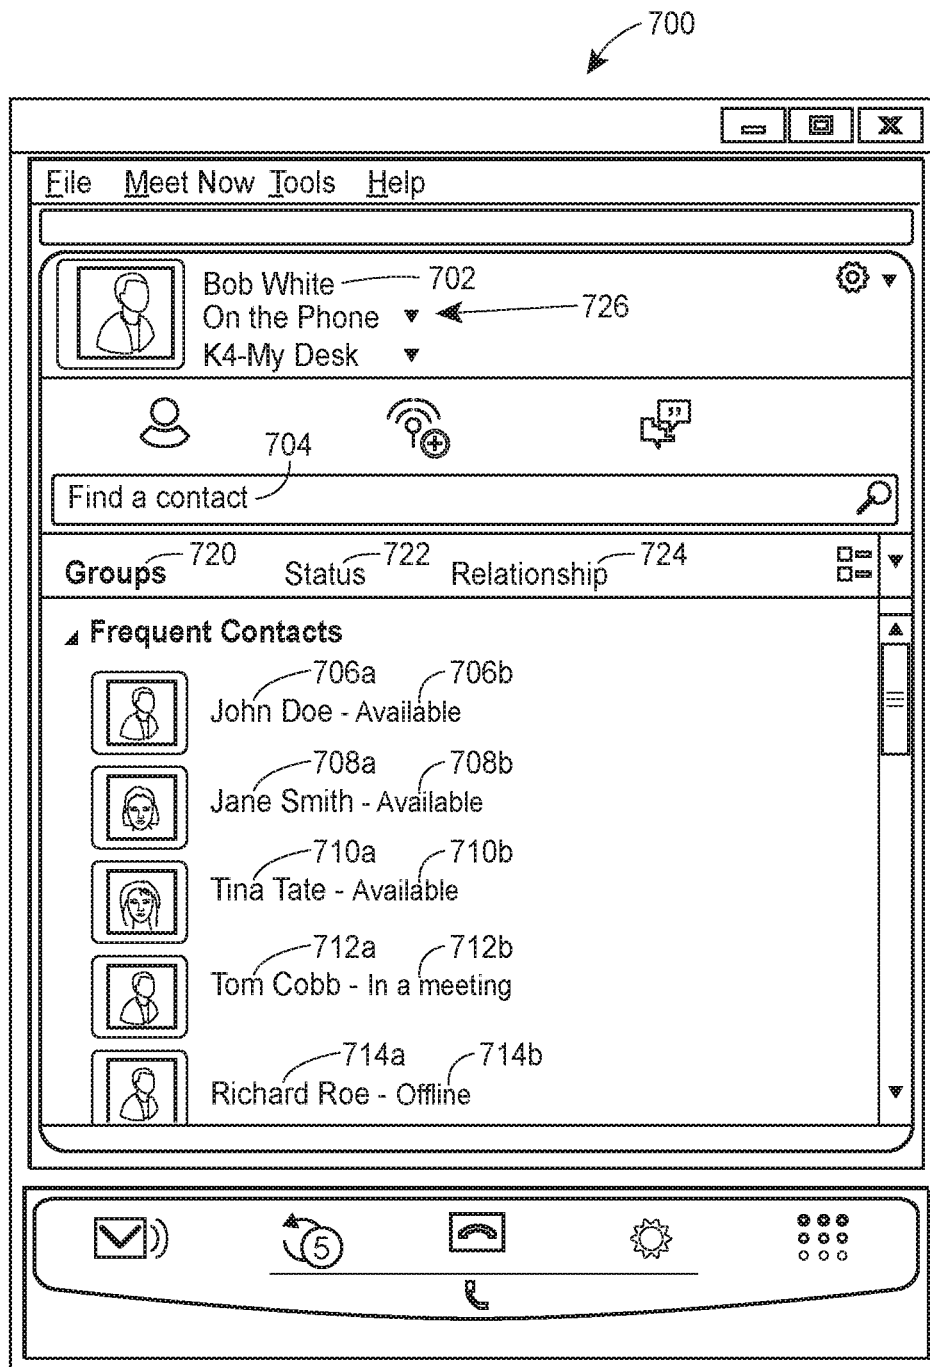 700
File Meet Now Tools Help
Bob White 702
On the Phone 726
K4-My Desk
704
Find a contact
720 722 724
Groups Status Relationship
Frequent Contacts
706a 706b
John Doe - Available
708a 708b
Jane Smith - Available
710a 710b
Tina Tate - Available
712a 712b
Tom Cobb - In a meeting
714a 714b
Richard Roe - Offline
5